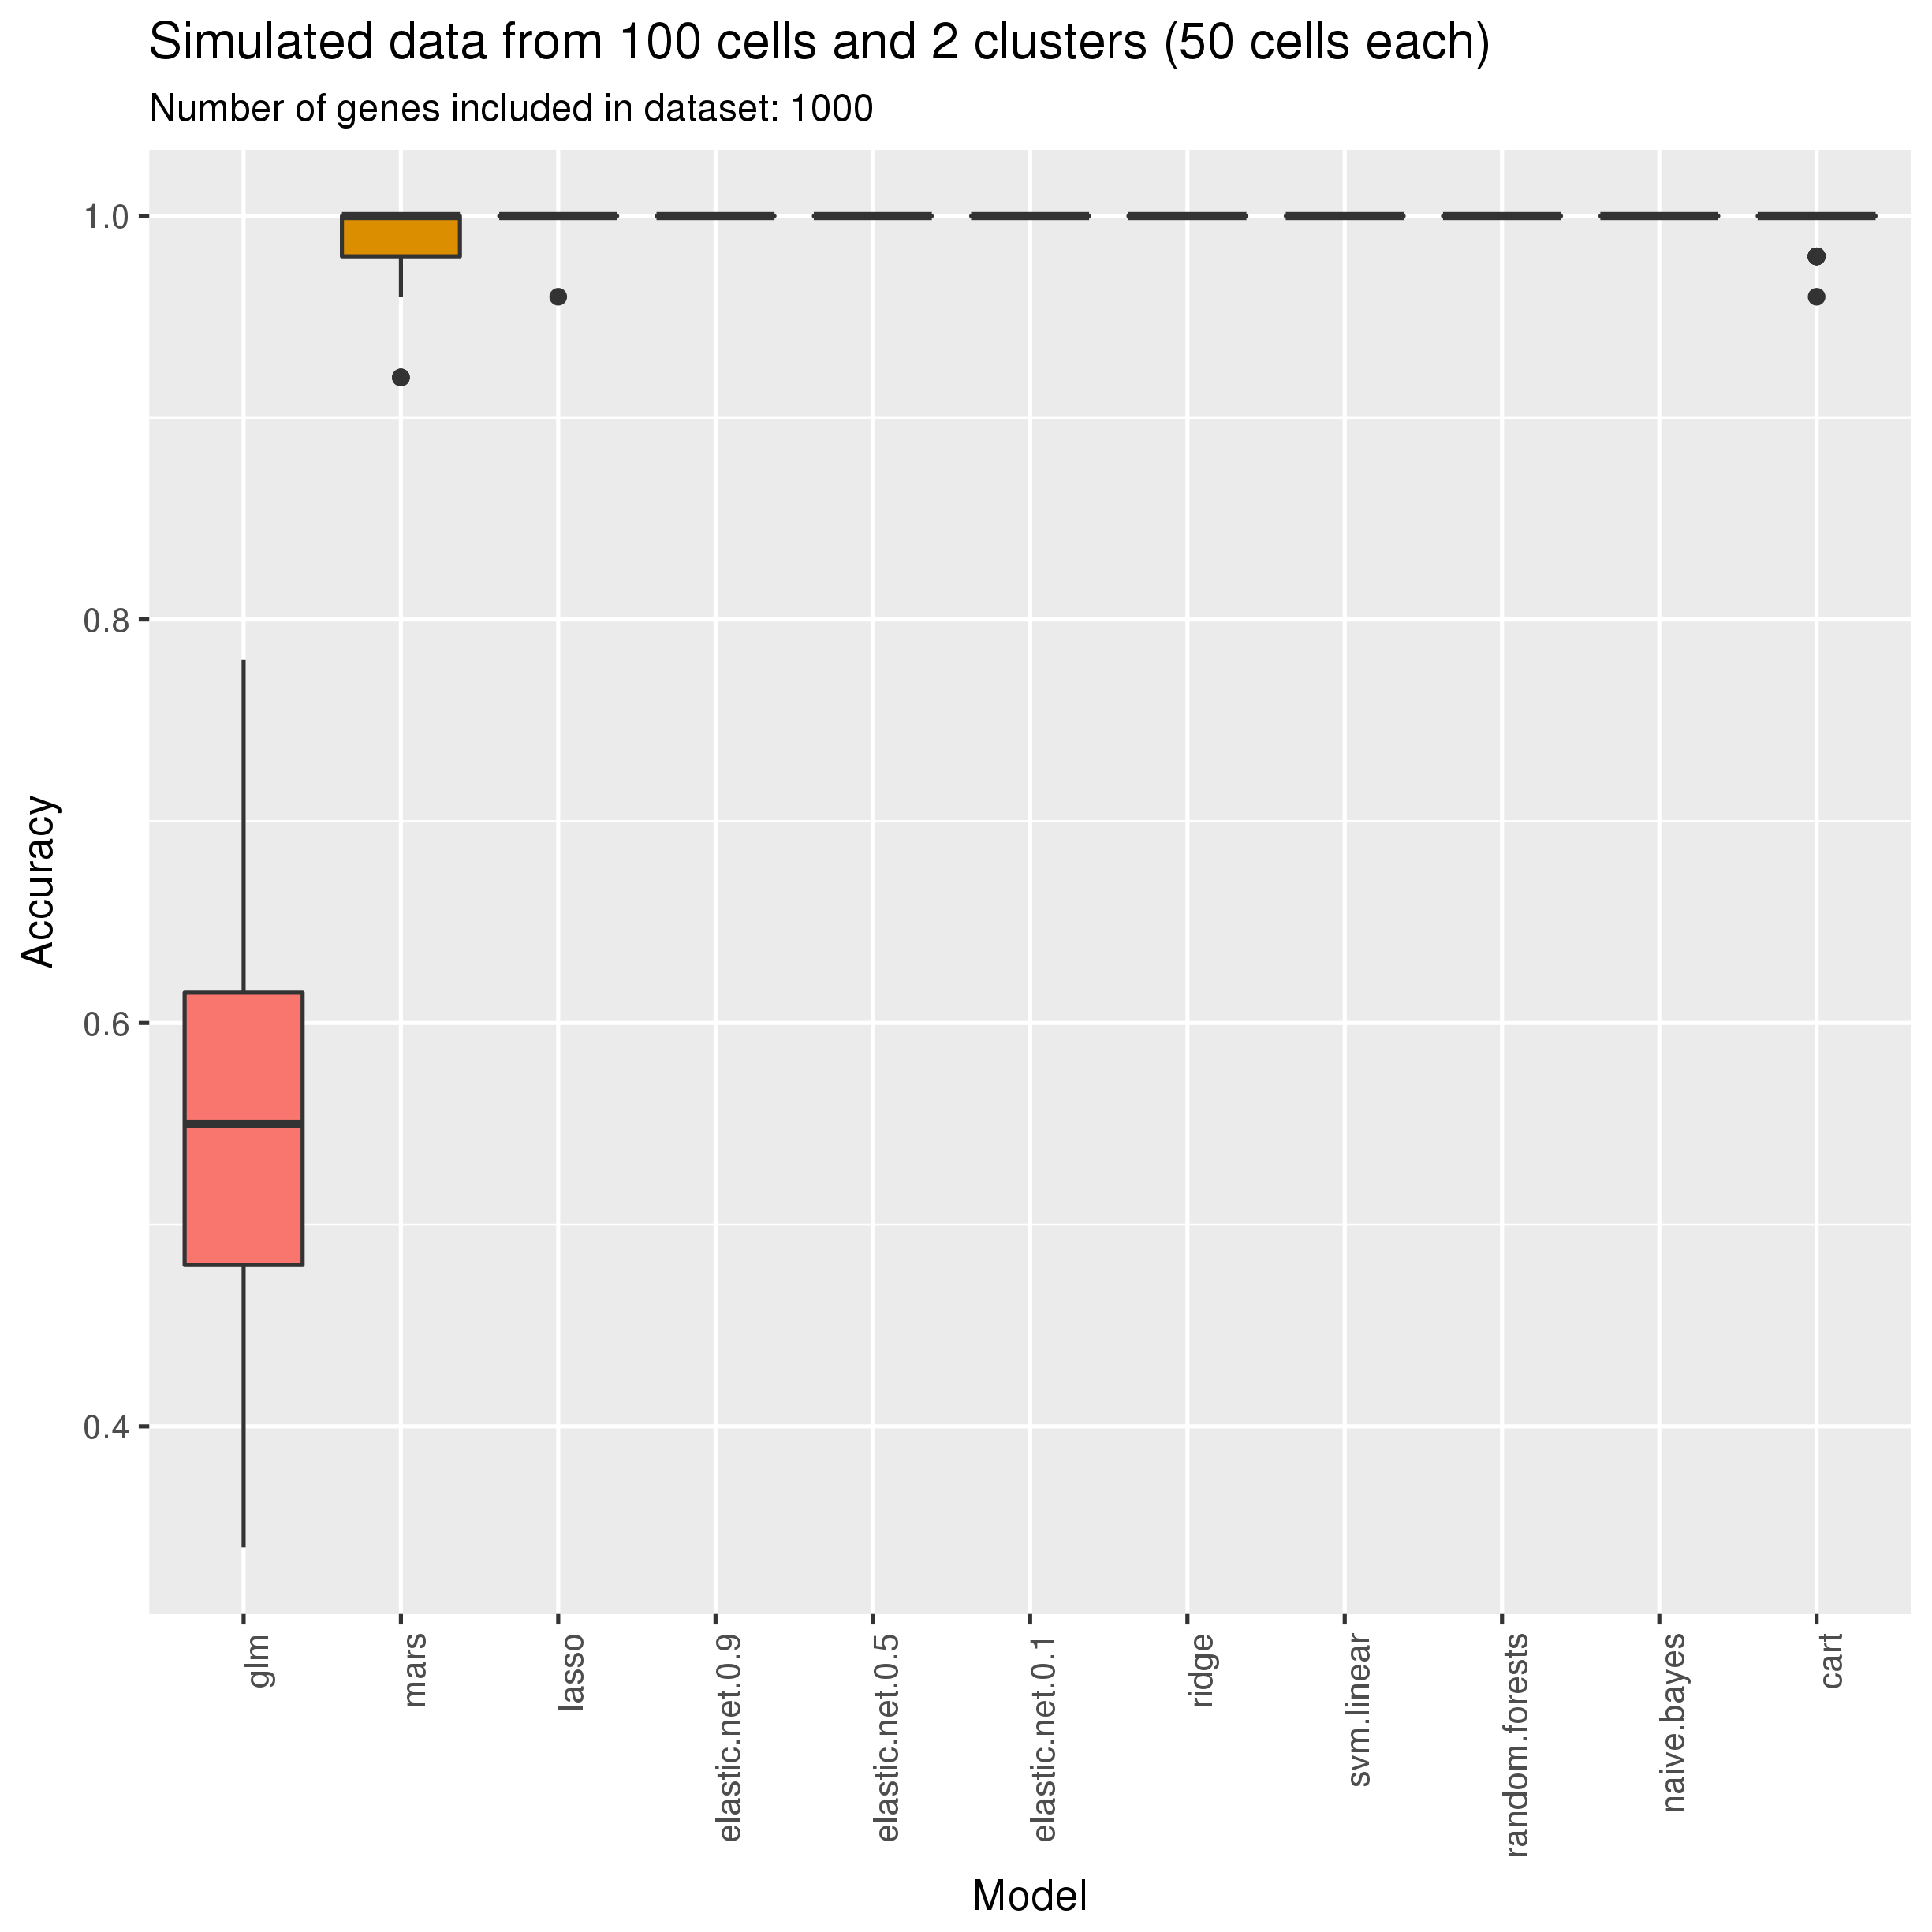 Simulated data from 100 cells and 2 clusters (50 cells each)
Number of genes included in dataset: 1000
Accuracy
1.0
0.8
0.6
0.4
glm
mars
lasso
elastic.net.0.9
elastic.net.0.5
elastic.net.0.1
ridge
svm.linear
random.forests
naive.bayes
cart
Model